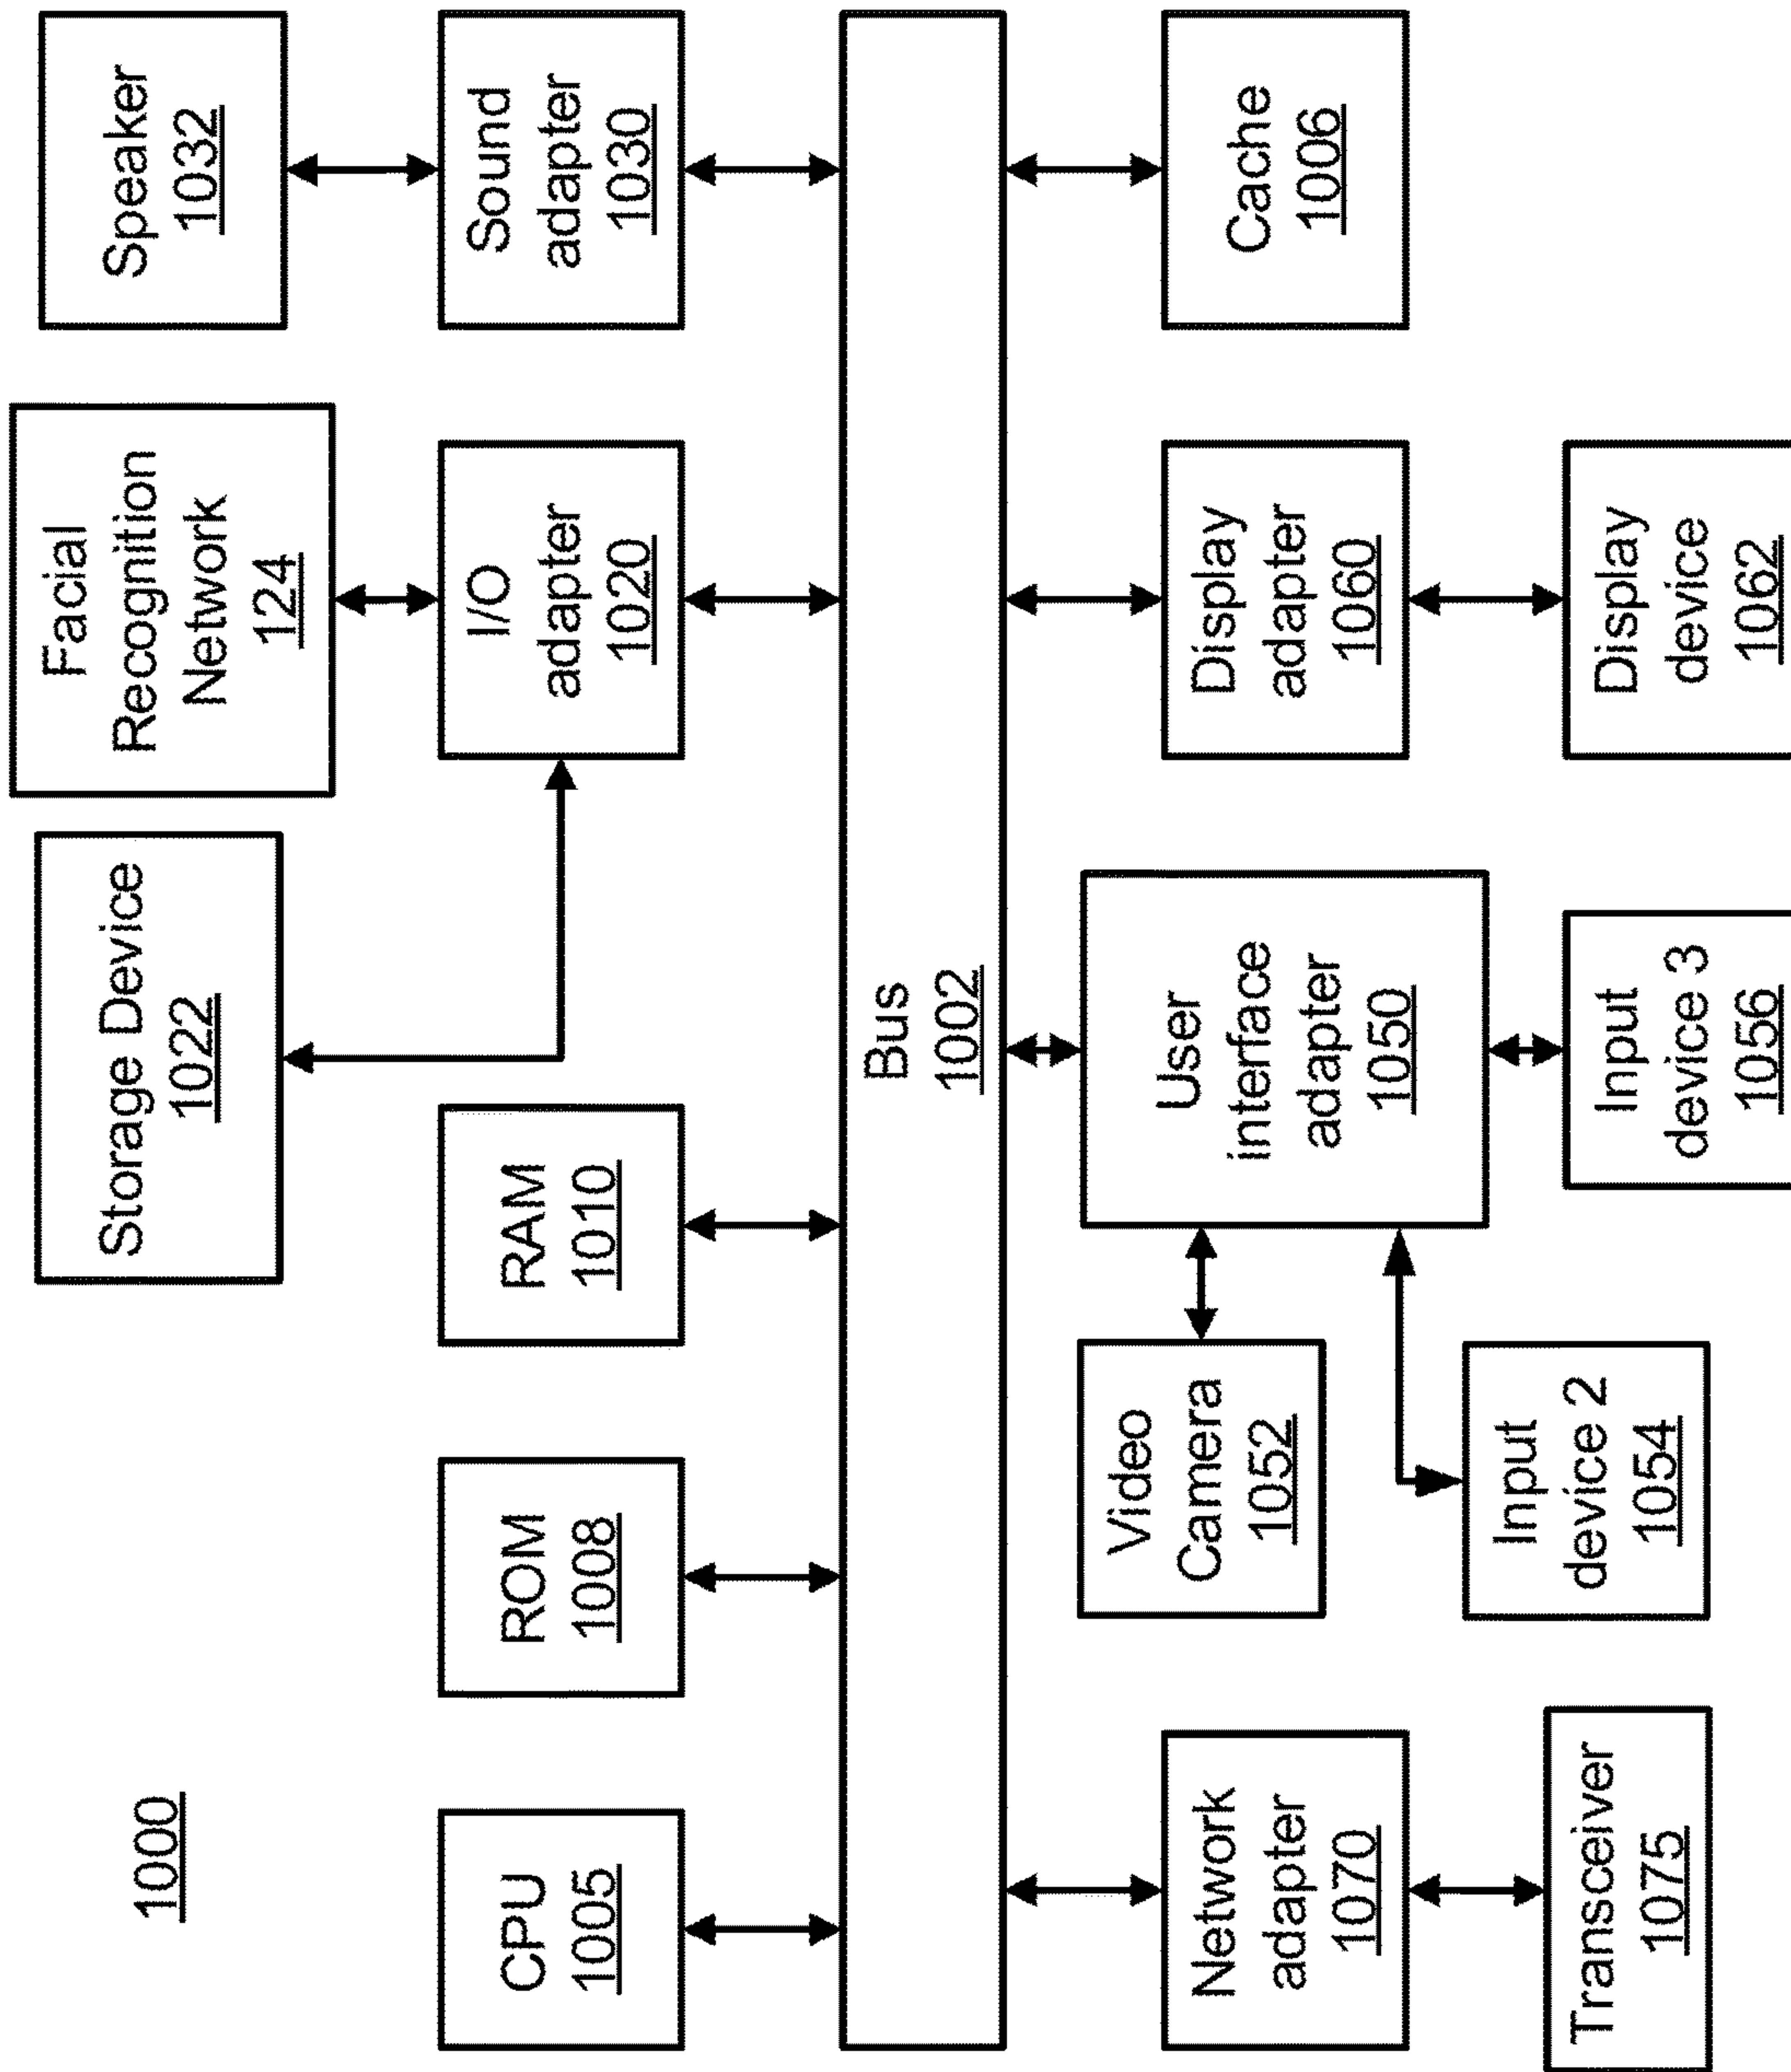 1000
Storage Device
1022
Facial
Recognition
Network
124
Speaker
1032
CPU
1005
ROM
1008
RAM
1010
I/O
adapter
1020
Sound
adapter
1030
Bus
1002
Network
adapter
1070
Video
Camera
1052
User
interface
adapter
1050
Display
adapter
1060
Cache
1006
Transceiver
1075
Input
device 2
1054
Input
device 3
1056
Display
device
1062